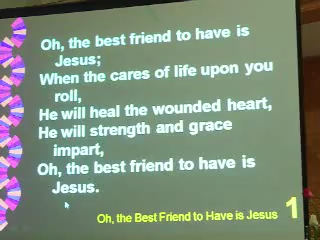 Oh, the best friend to have is
Jesus;
When the cares of life upon you
roll,
He will heal the wounded heart,
He will strength and grace
impart,
Oh, the best friend to have is
Jesus.
Oh, the Best Friend to Have is Jesus 1